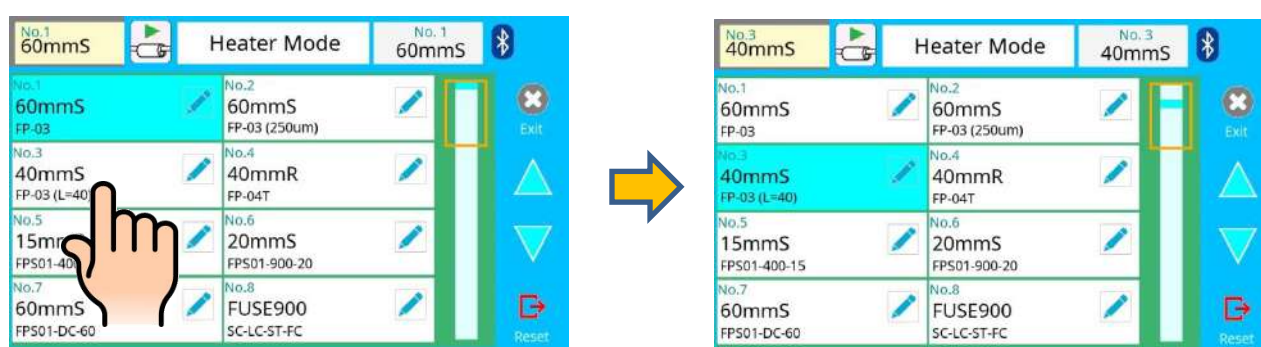 No.1
60mmS
Heater Mode
No. 1
60mmS
No.1
60mmS
FP-03
No.2
60mmS
FP-03 (250um)
Exit
No.3
40mmS
FP-03 (L=40)
No.4
40mmR
FP-04T
No.5
No.6
20mmS
FPS01-900-20
No.7
60mmS
FPS01-DC-60
No.8
FUSE900
SC-LC-ST-FC
Reset
No.3
40mmS
Heater Mode
No. 3
40mmS
No.1
60mmS
FP-03
No.2
60mmS
FP-03 (250um)
Exit
No.3
40mmS
FP-03 (L=40)
No.4
40mmR
FP-04T
No.5
15mmS
FPS01-400-15
No.6
20mmS
FPS01-900-20
No.7
60mmS
FPS01-DC-60
No.8
FUSE900
SC-LC-ST-FC
Reset